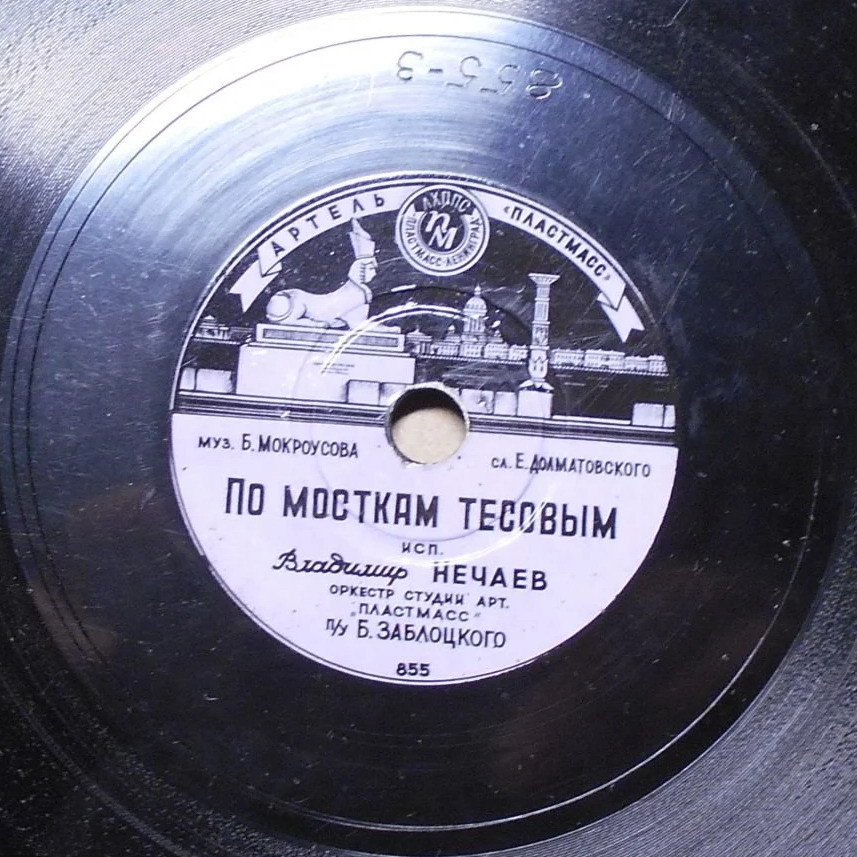 855-3
АРТЕЛЬ
ЛХППС
ПМ
ПЛАСТМАСС-ЛЕНИНГРАД
"ПЛАСТМАСС"
муз. Б. Мокроусова
сл. Е. Долматовского
По мосткам тесовым
исп.
Владимир НЕЧАЕВ
оркестр студии арт.
"Пластмасс"
п/у Б. Заблоцкого
855